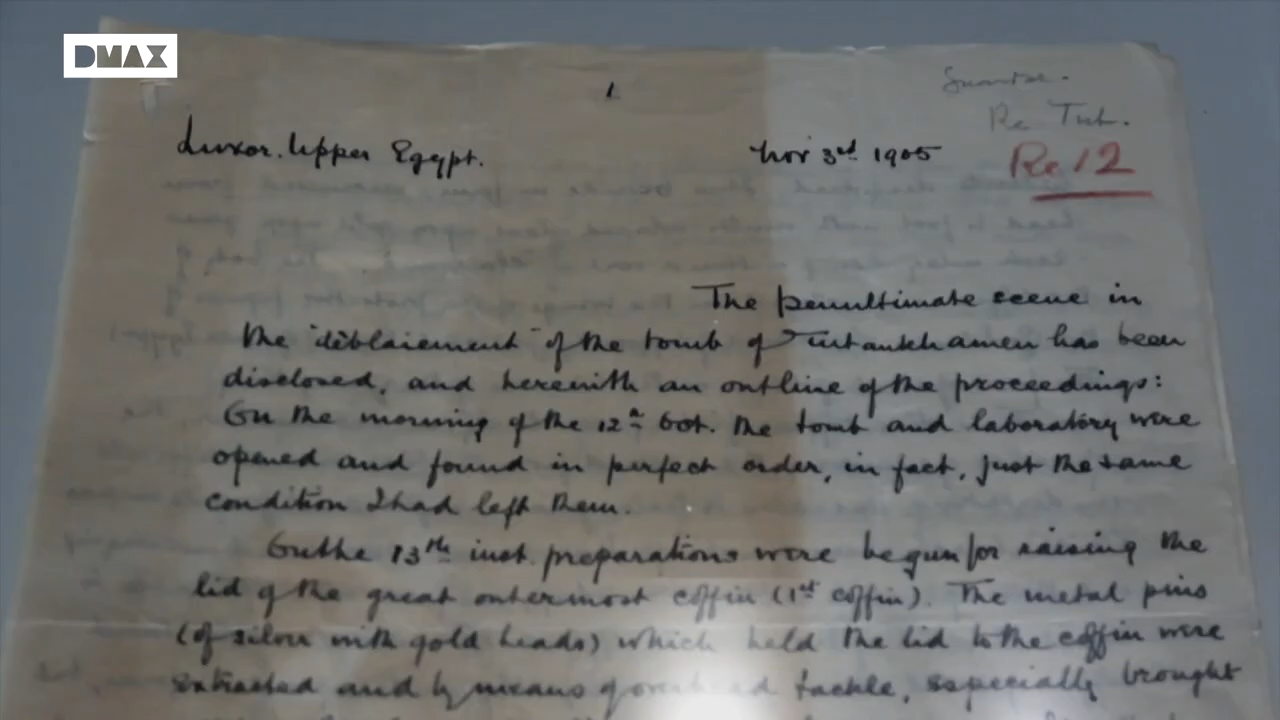 DMAX
1
Re Tut.
Luxor. Upper Egypt.
Nov 3rd 1905
Re 12
The penultimate scene in
the "déblaiement" of the tomb of Tutankhamen has been
disclosed, and herewith an outline of the proceedings:
On the morning of the 12th Oct. the tomb and laboratory were
opened and found in perfect order, in fact, just the same
condition I had left them.
On the 13th inst. preparations were begun for raising the
lid of the great outermost coffin (1st coffin). The metal pins
(of silver with gold heads) which held the lid to the coffin were
extracted and by means of overhead tackle, especially brought